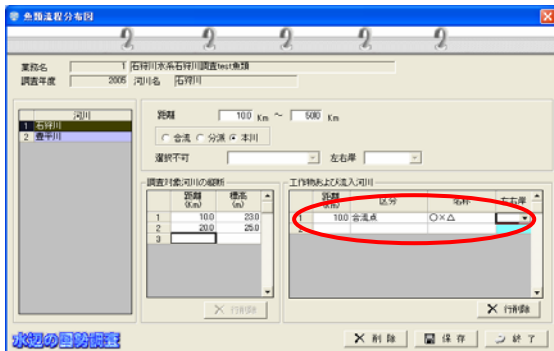 魚類流程分布図
業務名 1 石狩川水系石狩川調査test魚類
調査年度 2005 河川名 石狩川
河川
1 石狩川
2 豊平川
距離 10.0 Km ～ 50.0 Km
合流 分派 本川
選択不可 左右岸
調査対象河川の縦断
距離(Km) 標高(m)
1 10.0 23.0
2 20.0 25.0
3
行削除
工作物および流入河川
距離(Km) 区分 名称 左右岸
1 10.0 合流点 ○×△
2
行削除
水辺の国勢調査
削除 保存 終了